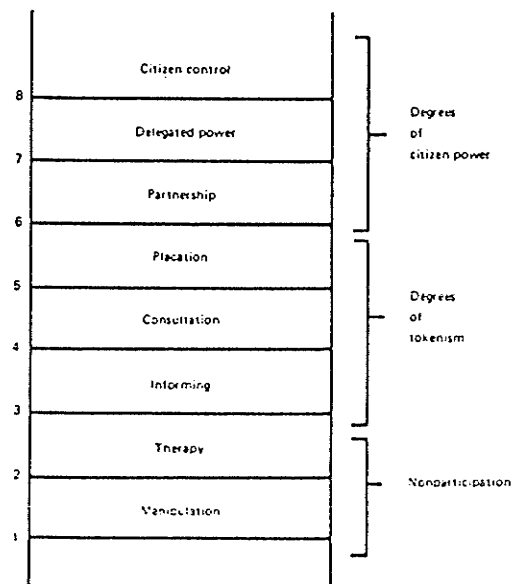 Citizen control
8
Delegated power
7
Partnership
6
Placation
5
Consultation
4
Informing
3
Therapy
2
Manipulation
1
Degrees
of
citizen power
Degrees
of
tokenism
Nonparticipation